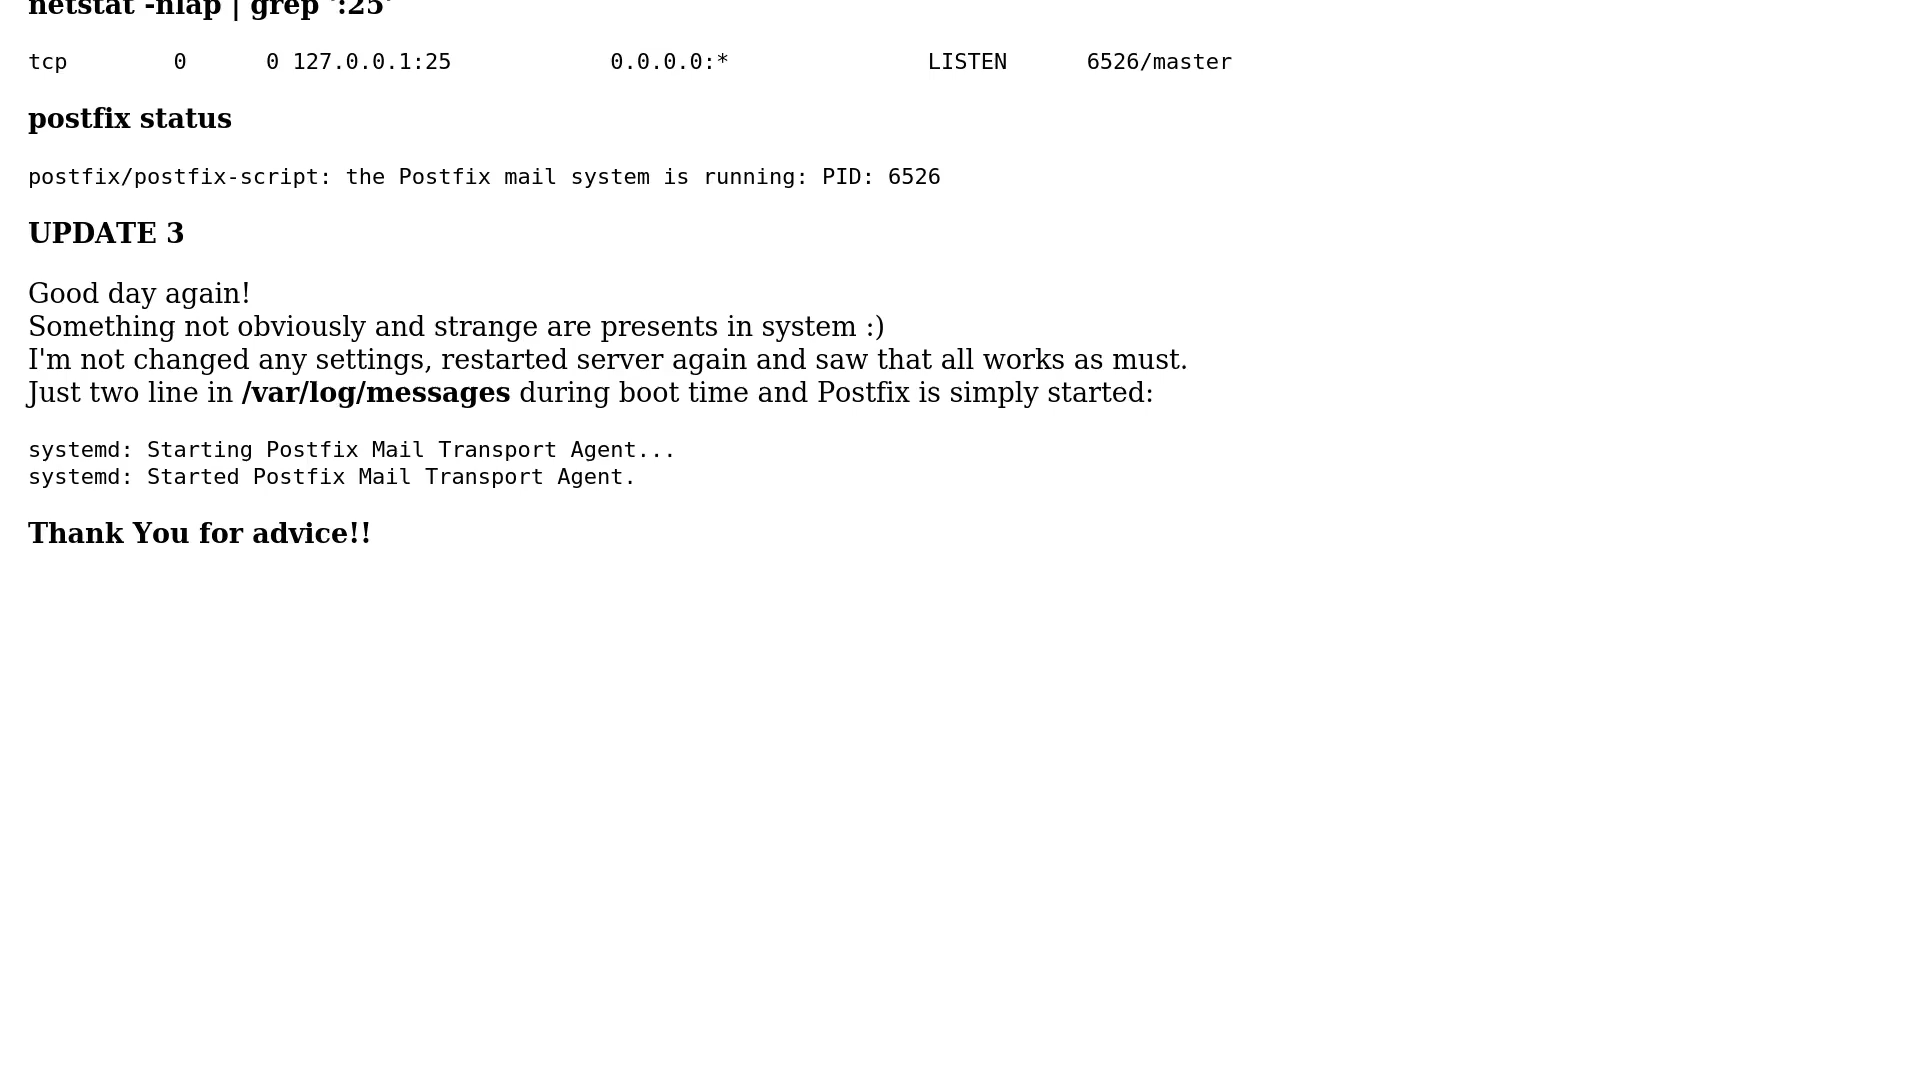 netstat -nlap | grep ':25'
tcp        0      0 127.0.0.1:25            0.0.0.0:*               LISTEN      6526/master
postfix status
postfix/postfix-script: the Postfix mail system is running: PID: 6526
UPDATE 3
Good day again!
Something not obviously and strange are presents in system :)
I'm not changed any settings, restarted server again and saw that all works as must.
Just two line in /var/log/messages during boot time and Postfix is simply started:
systemd: Starting Postfix Mail Transport Agent...
systemd: Started Postfix Mail Transport Agent.
Thank You for advice!!